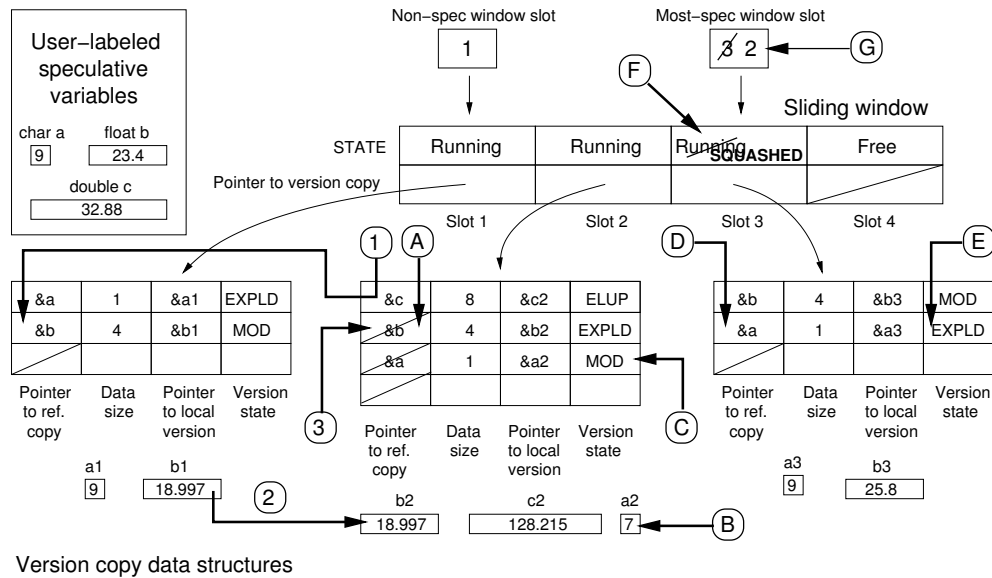 Non−spec window slot
Most−spec window slot
User−labeled
speculative
variables
1
3 2
G
F
char a
float b
9
23.4
double c
32.88
Sliding window
STATE
Running
Running
Running
SQUASHED
Free
Pointer to version copy
Slot 1
Slot 2
Slot 3
Slot 4
1
A
D
E
&a 1 &a1 EXPLD
&b 4 &b1 MOD
&c 8 &c2 ELUP
&b 4 &b2 EXPLD
&a 1 &a2 MOD
&b 4 &b3 MOD
&a 1 &a3 EXPLD
Pointer
to ref.
copy
Data
size
Pointer
to local
version
Version
state
3
C
Pointer
to ref.
copy
Data
size
Pointer
to local
version
Version
state
Pointer
to ref.
copy
Data
size
Pointer
to local
version
Version
state
a1
b1
9
18.997
2
b2
c2
a2
18.997
128.215
7
B
a3
b3
9
25.8
Version copy data structures